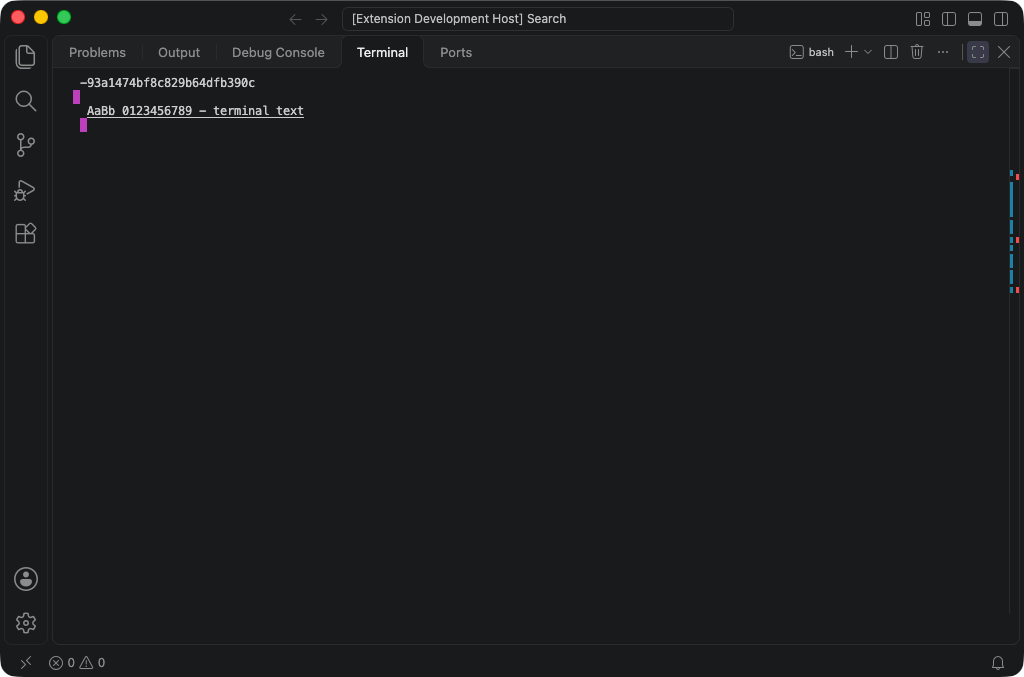 [Extension Development Host] Search
Problems Output Debug Console Terminal Ports bash
-93a1474bf8c829b64dfb390c
AaBb 0123456789 - terminal text
0 0